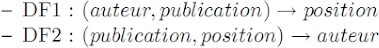 – DF1 : (auteur, publication) → position
– DF2 : (publication, position) → auteur